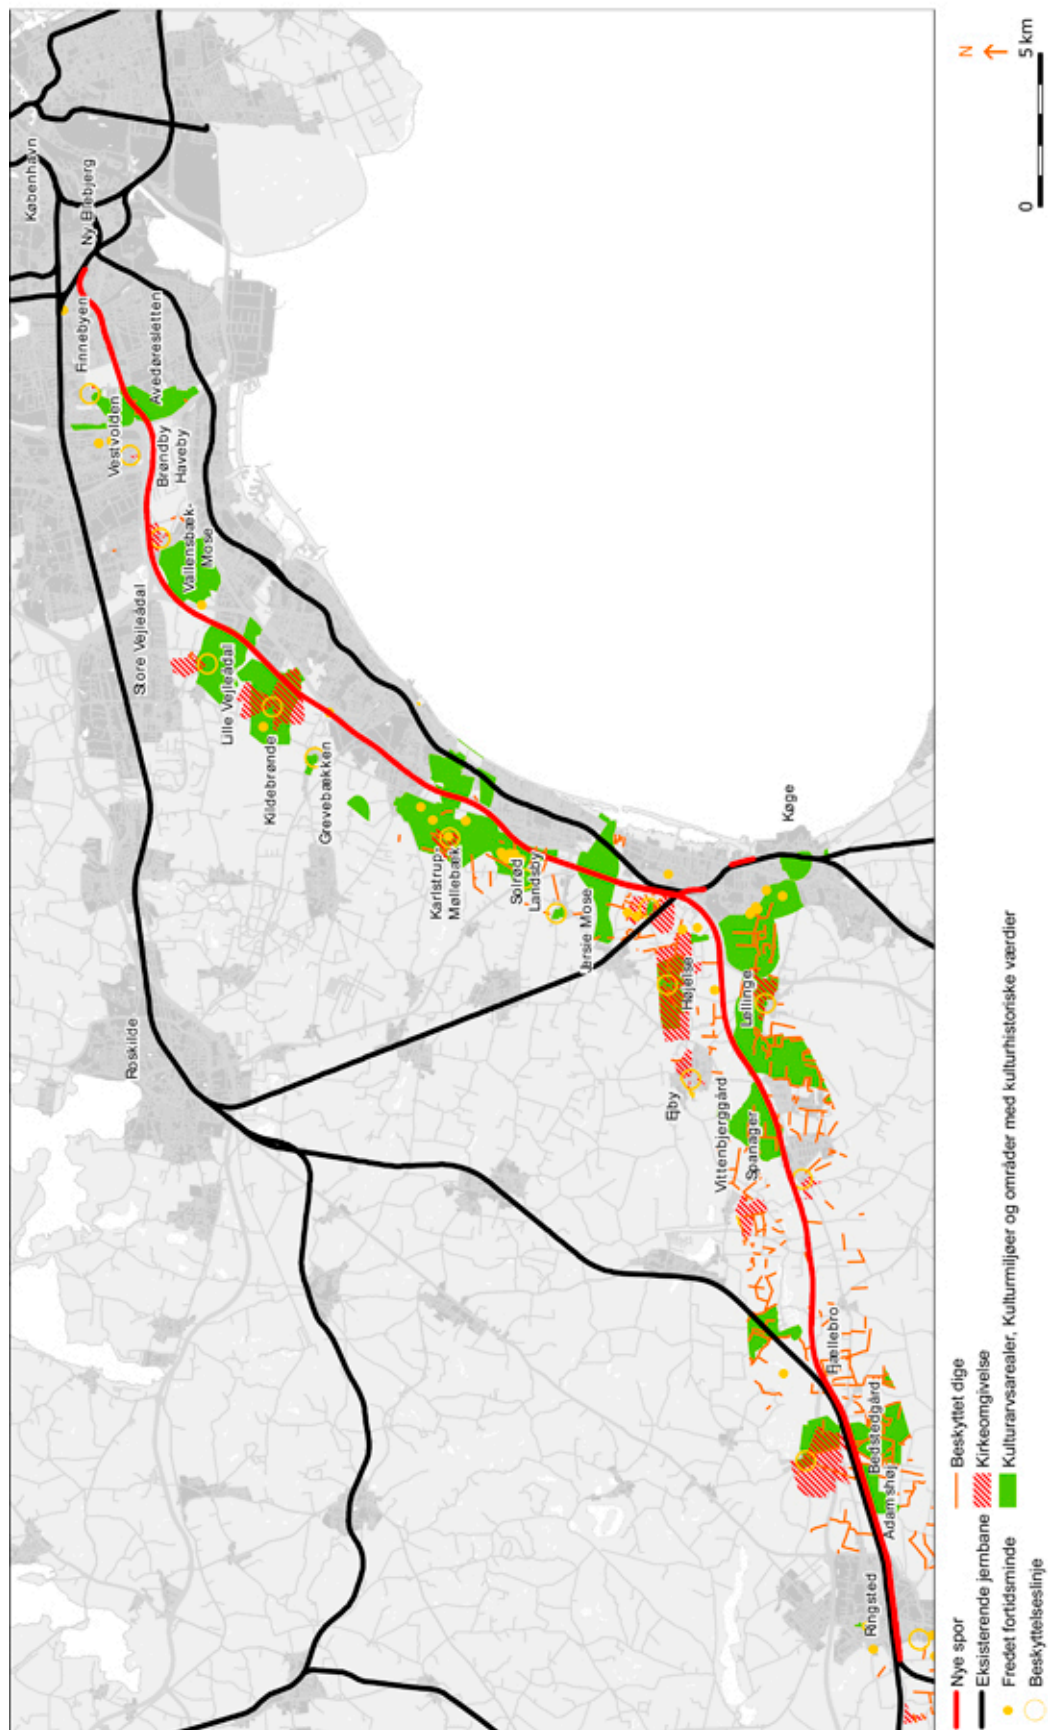 København
Ny Ellebjerg
Finnebyen
Avedøresletten
Vestvolden
Brøndby
Haveby
Vallensbæk-
Mose
Store Vejleådal
Lille Vejleådal
Kildebrønde
Grevebækken
Karlstrup-
Møllebæk
Solrød
Landsby
Jersie Mose
Køge
Roskilde
Højelse
Lellinge
Ejby
Vittenbjerggård
Spanager
Fjællebro
Bedstedgård
Adamshøj
Ringsted
N
0 5 km
Nye spor
Eksisterende jernbane
Fredet fortidsminde
Beskyttelseslinje
Beskyttet dige
Kirkeomgivelse
Kulturarvsarealer, Kulturmiljøer og områder med kulturhistoriske værdier